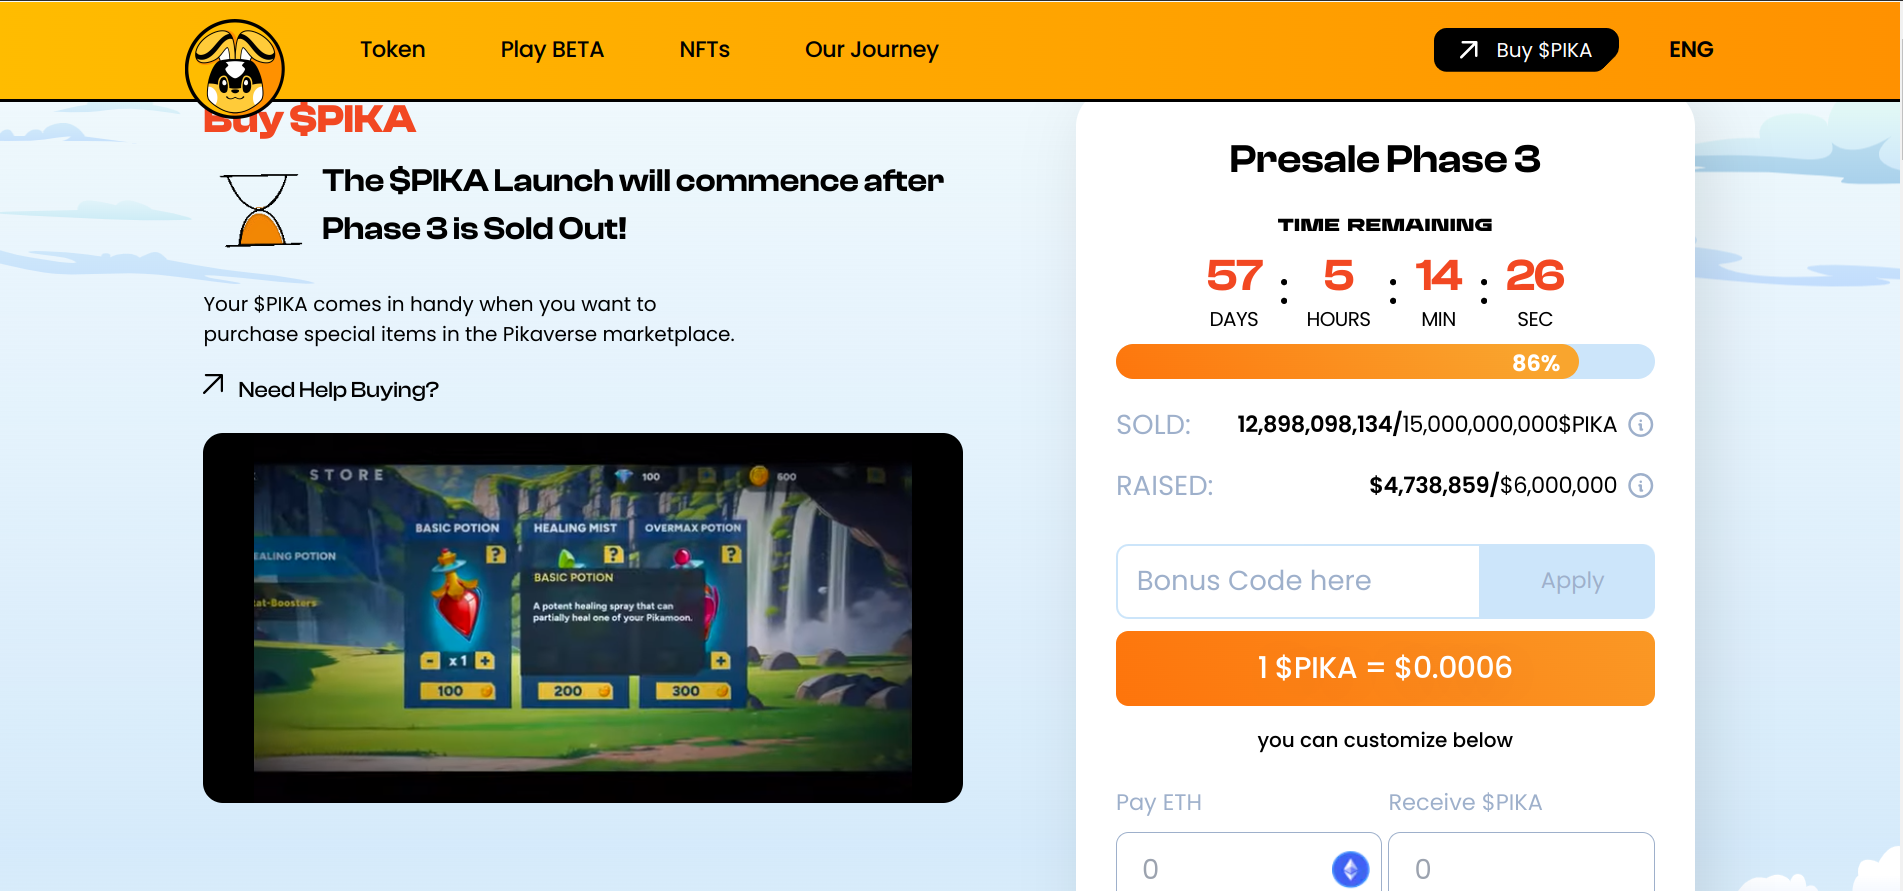 Token
Play BETA
NFTs
Our Journey
Buy $PIKA
ENG
Buy $PIKA
The $PIKA Launch will commence after
Phase 3 is Sold Out!
Your $PIKA comes in handy when you want to
purchase special items in the Pikaverse marketplace.
Need Help Buying?
STORE
100
600
BASIC POTION
HEALING MIST
OVERMAX POTION
?
?
?
EALING POTION
BASIC POTION
A potent healing spray that can
partially heal one of your Pikamoon.
tat-Boosters
- x1 +
+
100
200
300
Presale Phase 3
TIME REMAINING
57 : 5 : 14 : 26
DAYS HOURS MIN SEC
86%
SOLD: 12,898,098,134/15,000,000,000$PIKA
RAISED: $4,738,859/$6,000,000
Bonus Code here
Apply
1 $PIKA = $0.0006
you can customize below
Pay ETH
Receive $PIKA
0
0